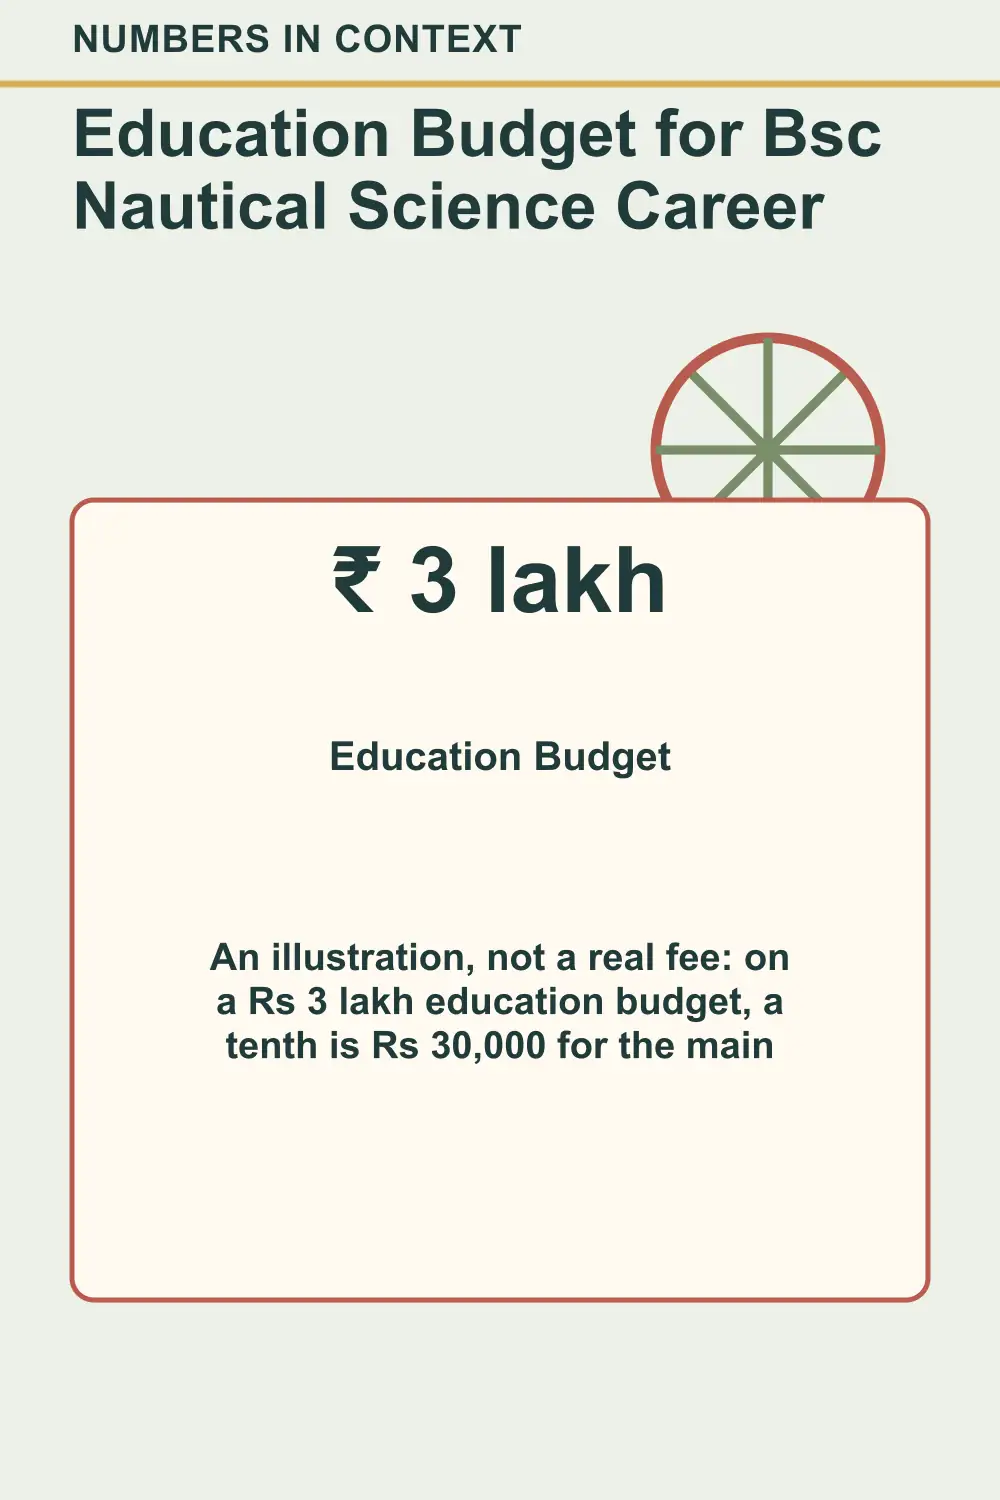 NUMBERS IN CONTEXT
Education Budget for Bsc
Nautical Science Career
₹ 3 lakh
Education Budget
An illustration, not a real fee: on
a Rs 3 lakh education budget, a
tenth is Rs 30,000 for the main